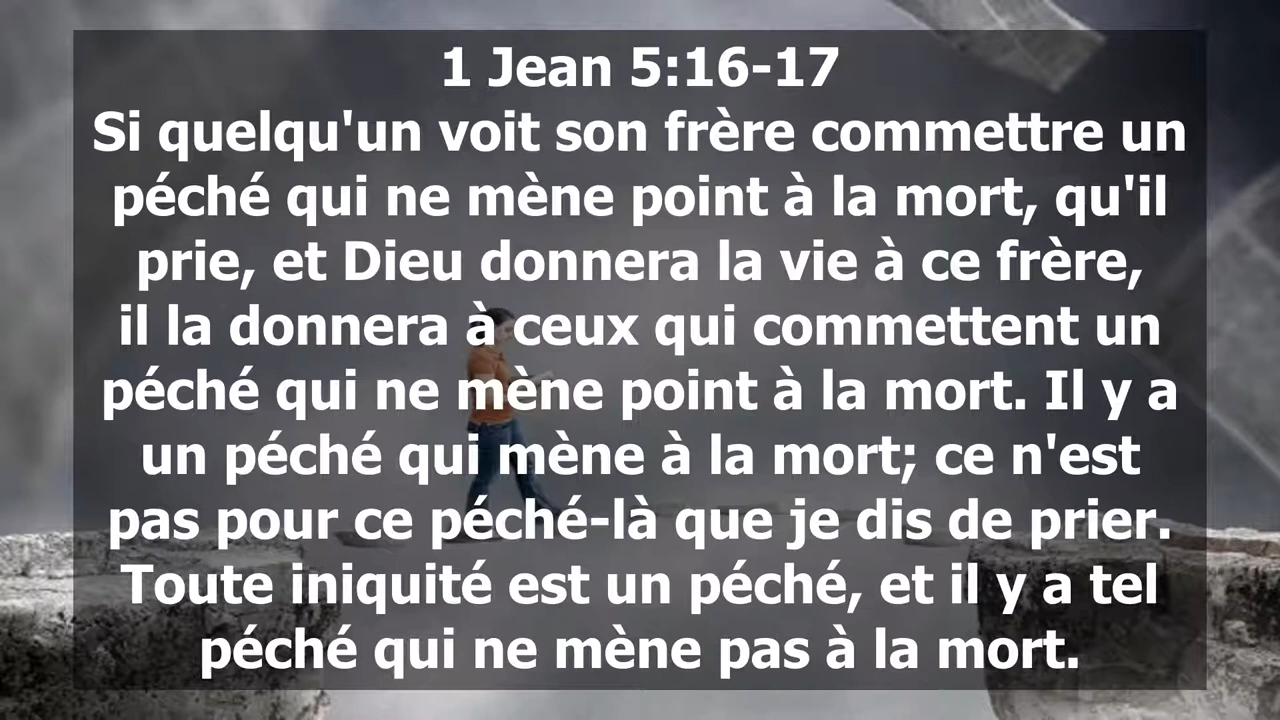 1 Jean 5:16-17
Si quelqu'un voit son frère commettre un
péché qui ne mène point à la mort, qu'il
prie, et Dieu donnera la vie à ce frère,
il la donnera à ceux qui commettent un
péché qui ne mène point à la mort. Il y a
un péché qui mène à la mort; ce n'est
pas pour ce péché-là que je dis de prier.
Toute iniquité est un péché, et il y a tel
péché qui ne mène pas à la mort.